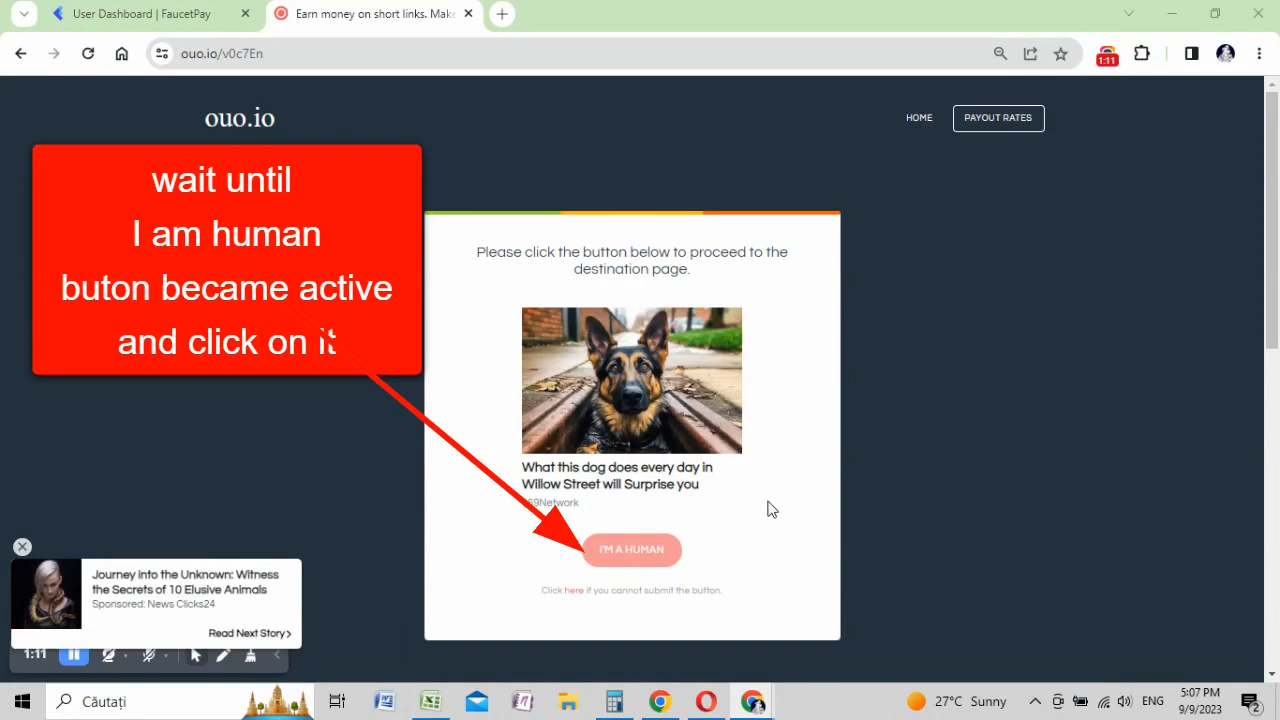 User Dashboard | FaucetPay
Earn money on short links. Make
ouo.io/v0c7En
1:11
ouo.io
HOME
PAYOUT RATES
wait until
I am human
buton became active
and click on it
Please click the button below to proceed to the
destination page.
What this dog does every day in
Willow Street will Surprise you
69Network
I'M A HUMAN
Click here if you cannot submit the button.
Journey into the Unknown: Witness
the Secrets of 10 Elusive Animals
Sponsored: News Clicks24
Read Next Story
1:11
Căutați
27°C Sunny
ENG
5:07 PM
9/9/2023
2